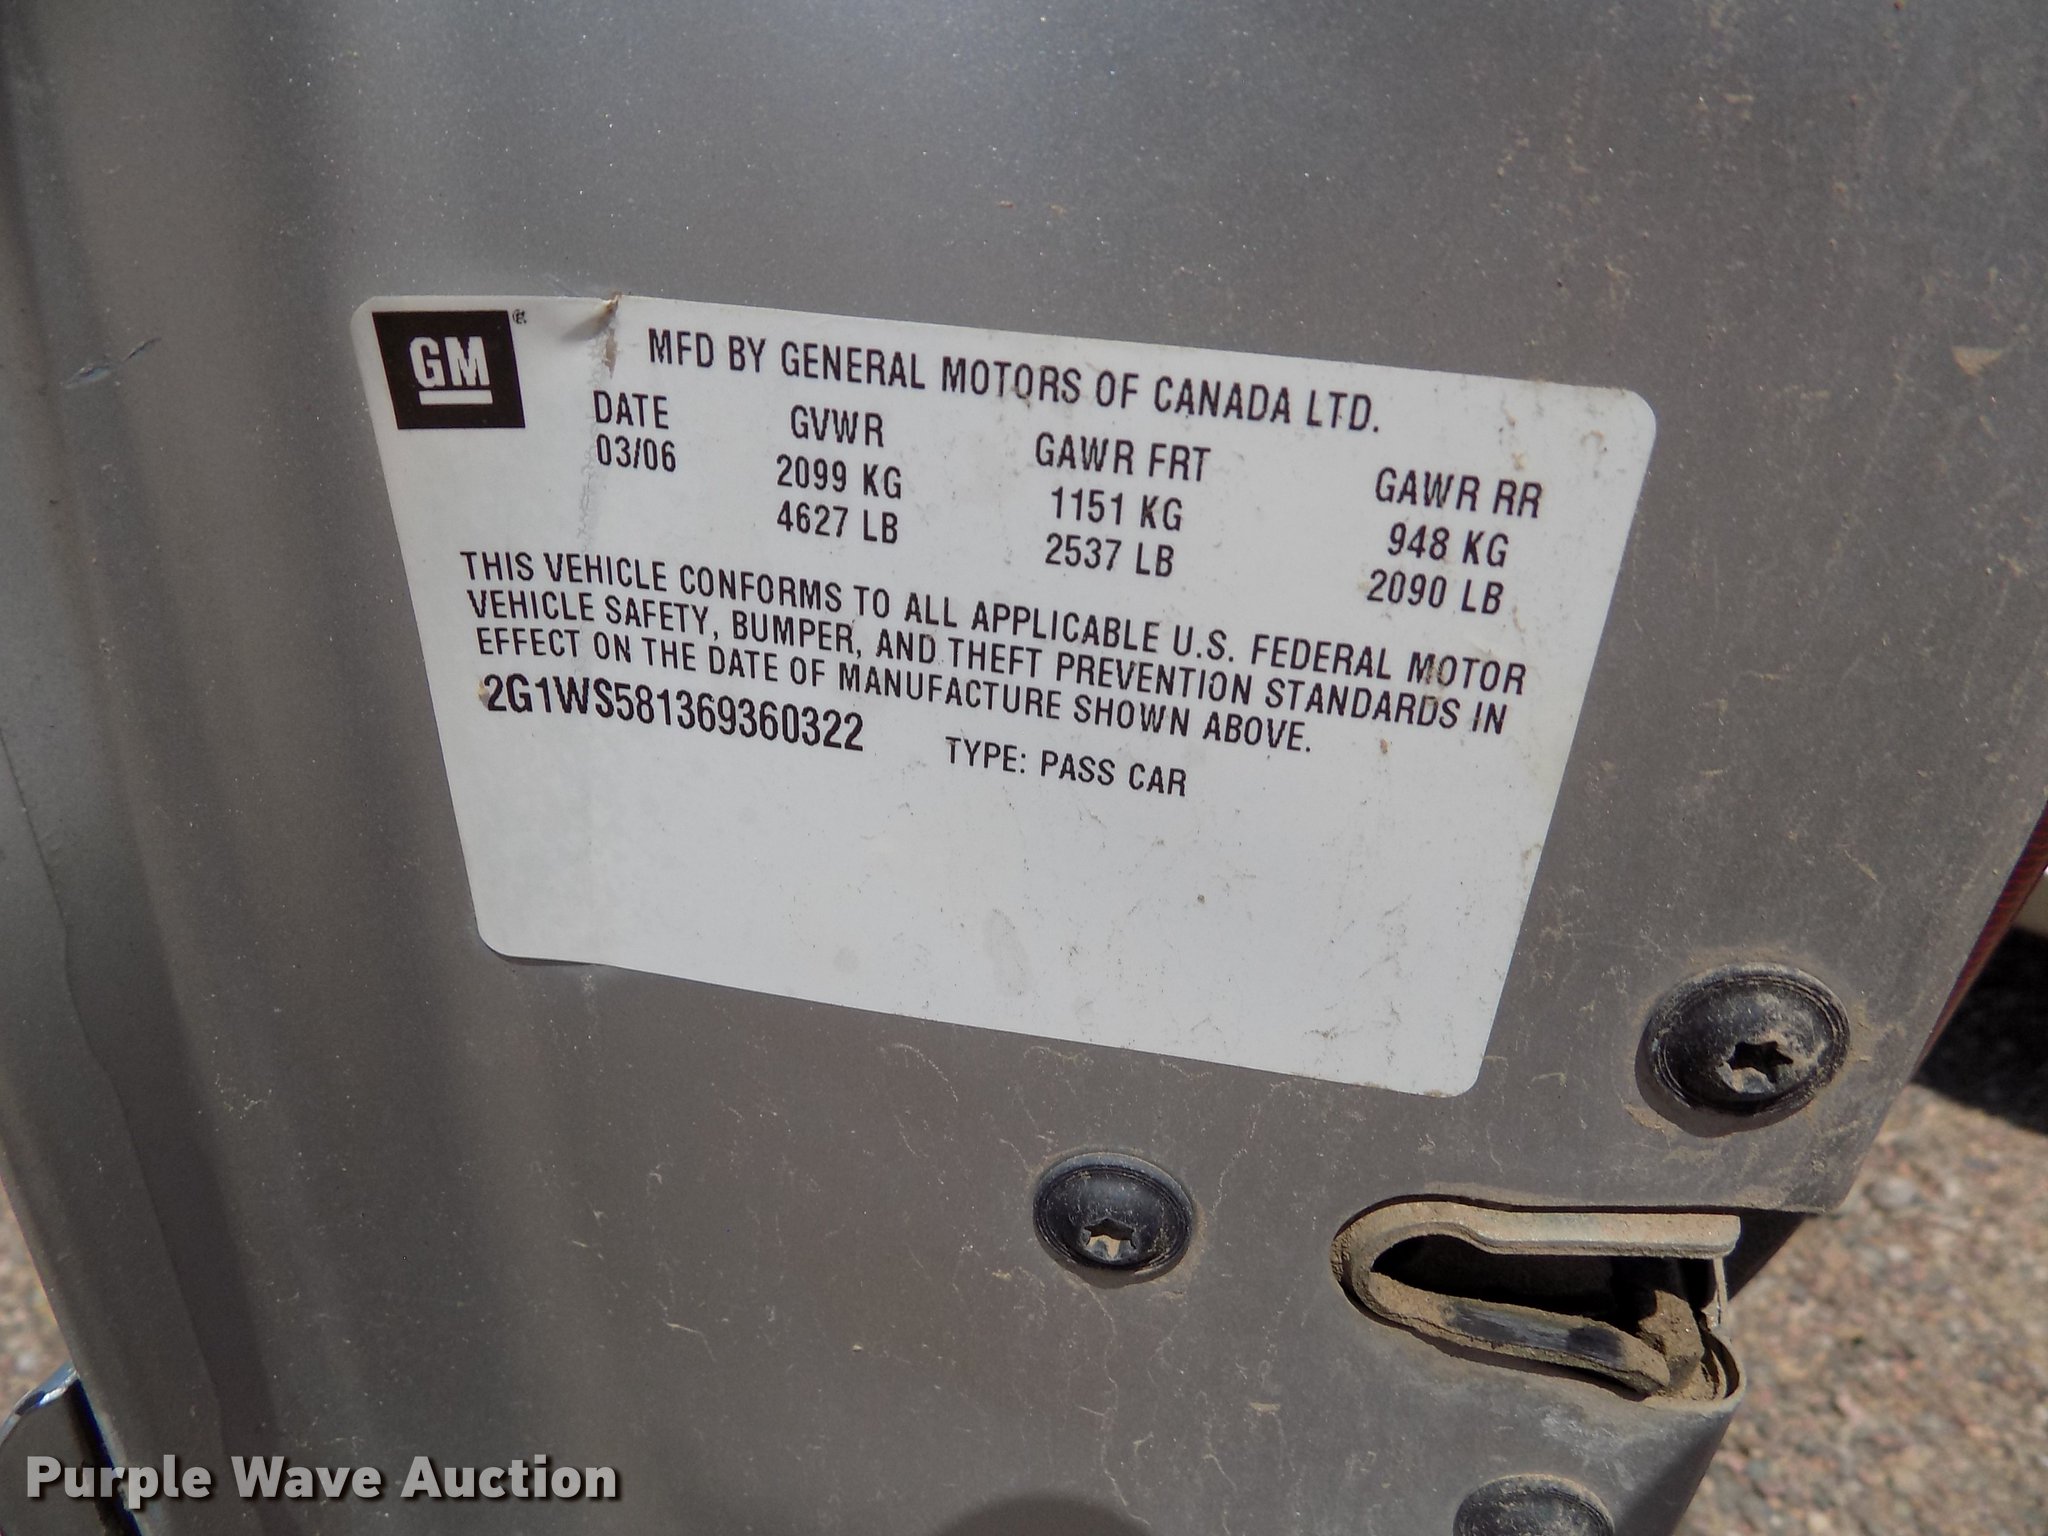 GM®
MFD BY GENERAL MOTORS OF CANADA LTD.
DATE GVWR GAWR FRT GAWR RR
03/06 2099 KG 1151 KG 948 KG
4627 LB 2537 LB 2090 LB
THIS VEHICLE CONFORMS TO ALL APPLICABLE U.S. FEDERAL MOTOR
VEHICLE SAFETY, BUMPER, AND THEFT PREVENTION STANDARDS IN
EFFECT ON THE DATE OF MANUFACTURE SHOWN ABOVE.
2G1WS581369360322 TYPE: PASS CAR
Purple Wave Auction